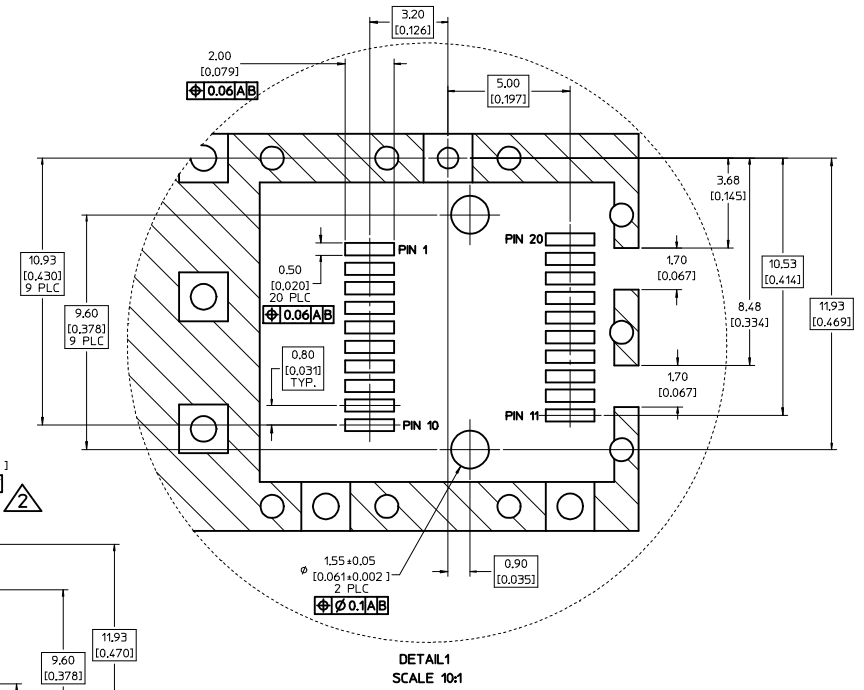 3.20
[0.126]
2.00
[0.079]
⌖ 0.06 A B
5.00
[0.197]
3.68
[0.145]
PIN 1
PIN 20
10.93
[0.430]
9 PLC
0.50
[0.020]
20 PLC
⌖ 0.06 A B
1.70
[0.067]
10.53
[0.414]
9.60
[0.378]
9 PLC
8.48
[0.334]
11.93
[0.469]
0.80
[0.031]
TYP.
1.70
[0.067]
PIN 10
PIN 11
]
2
⌀ 1.55±0.05
[0.061±0.002 ]
2 PLC
⌖ ⌀ 0.1 A B
0.90
[0.035]
11.93
[0.470]
9.60
[0.378]
DETAIL1
SCALE 10:1